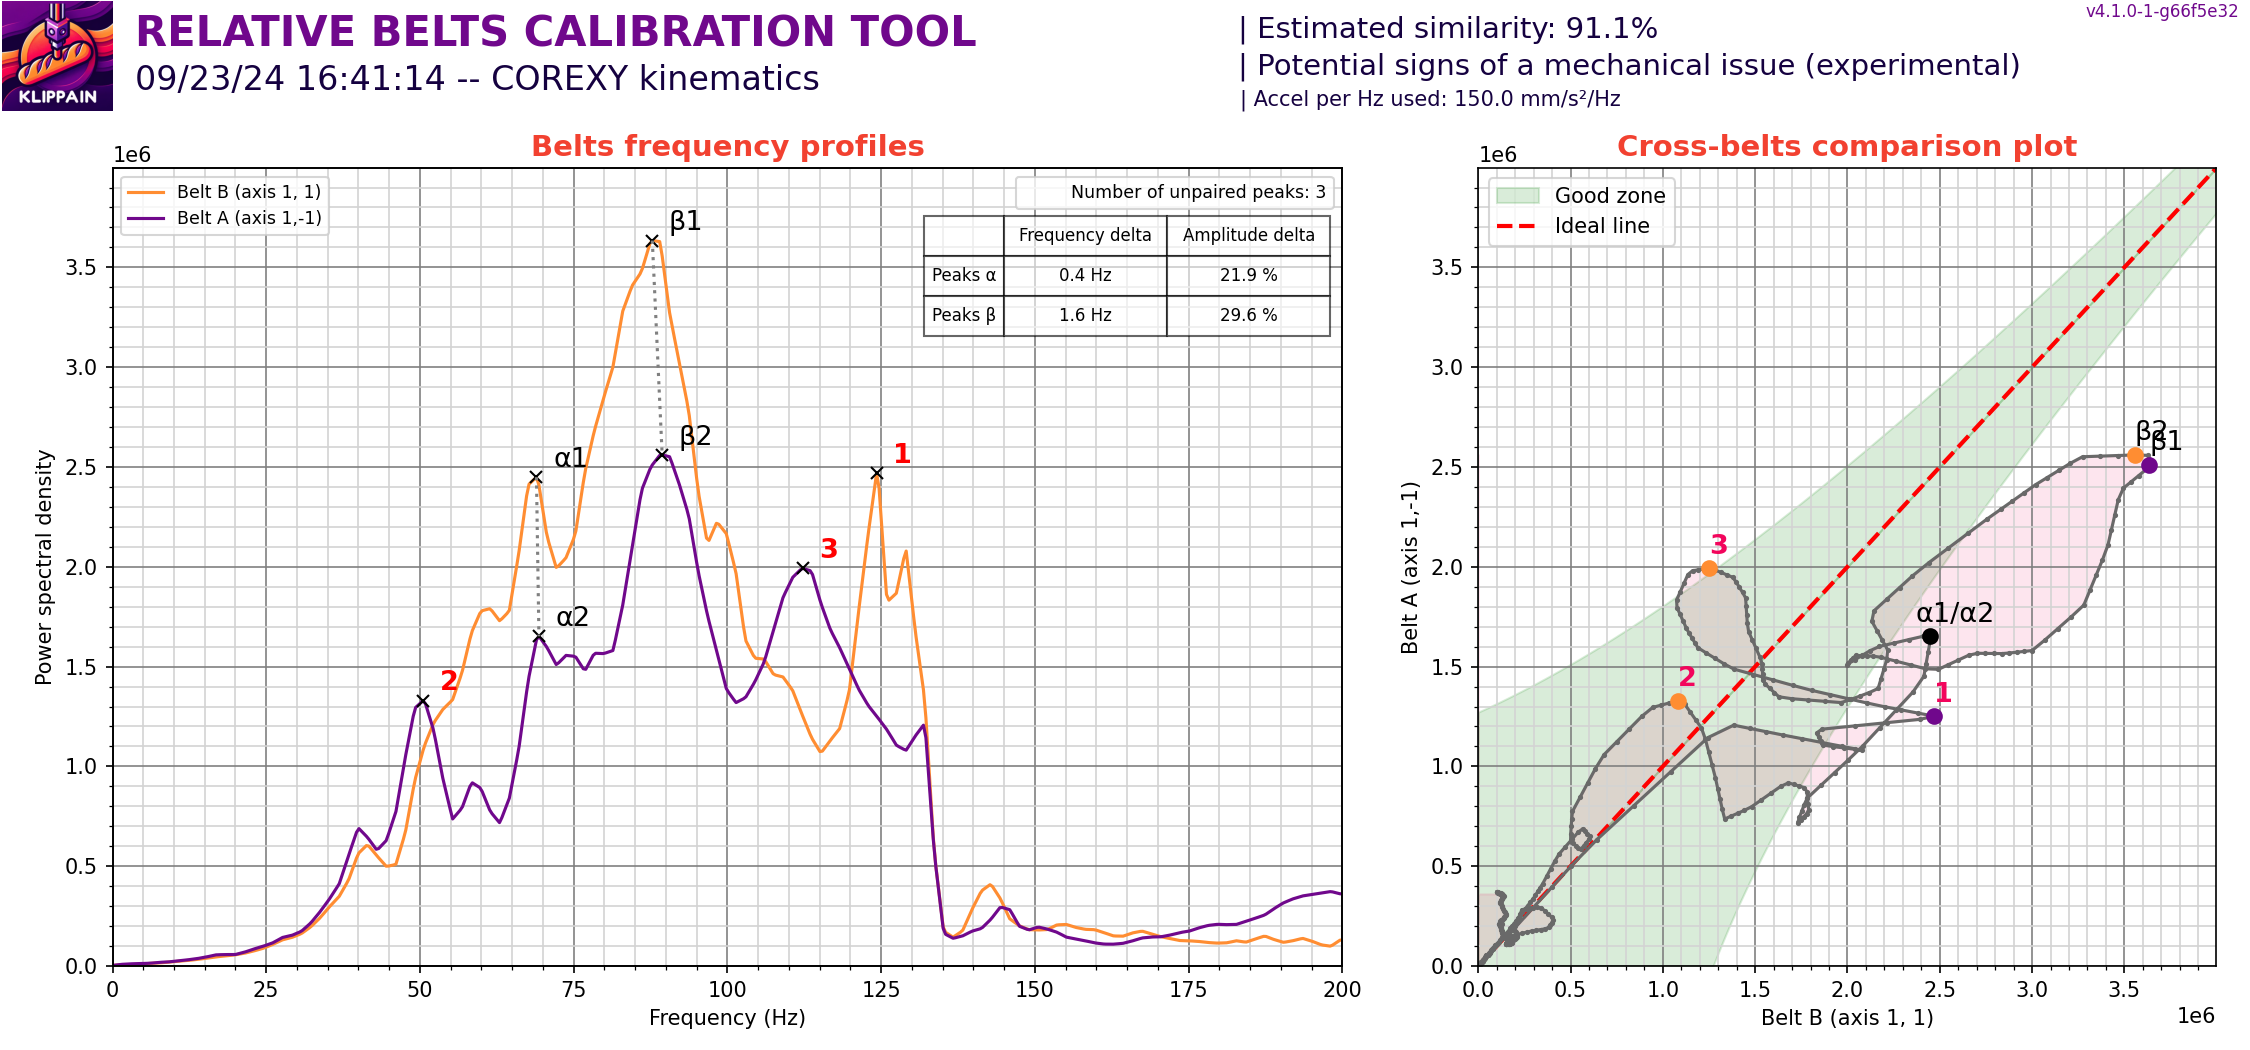 KLIPPAIN
RELATIVE BELTS CALIBRATION TOOL
09/23/24 16:41:14 -- COREXY kinematics
| Estimated similarity: 91.1%
| Potential signs of a mechanical issue (experimental)
| Accel per Hz used: 150.0 mm/s²/Hz
v4.1.0-1-g66f5e32
Belts frequency profiles
1e6
Belt B (axis 1, 1)
Belt A (axis 1,-1)
Number of unpaired peaks: 3
Frequency delta Amplitude delta
Peaks α 0.4 Hz 21.9 %
Peaks β 1.6 Hz 29.6 %
β1
β2
α1
α2
1
2
3
Power spectral density
3.5
3.0
2.5
2.0
1.5
1.0
0.5
0.0
0 25 50 75 100 125 150 175 200
Frequency (Hz)
Cross-belts comparison plot
1e6
Good zone
Ideal line
β2
β1
3
α1/α2
2
1
Belt A (axis 1,-1)
3.5
3.0
2.5
2.0
1.5
1.0
0.5
0.0
0.0 0.5 1.0 1.5 2.0 2.5 3.0 3.5
Belt B (axis 1, 1)
1e6